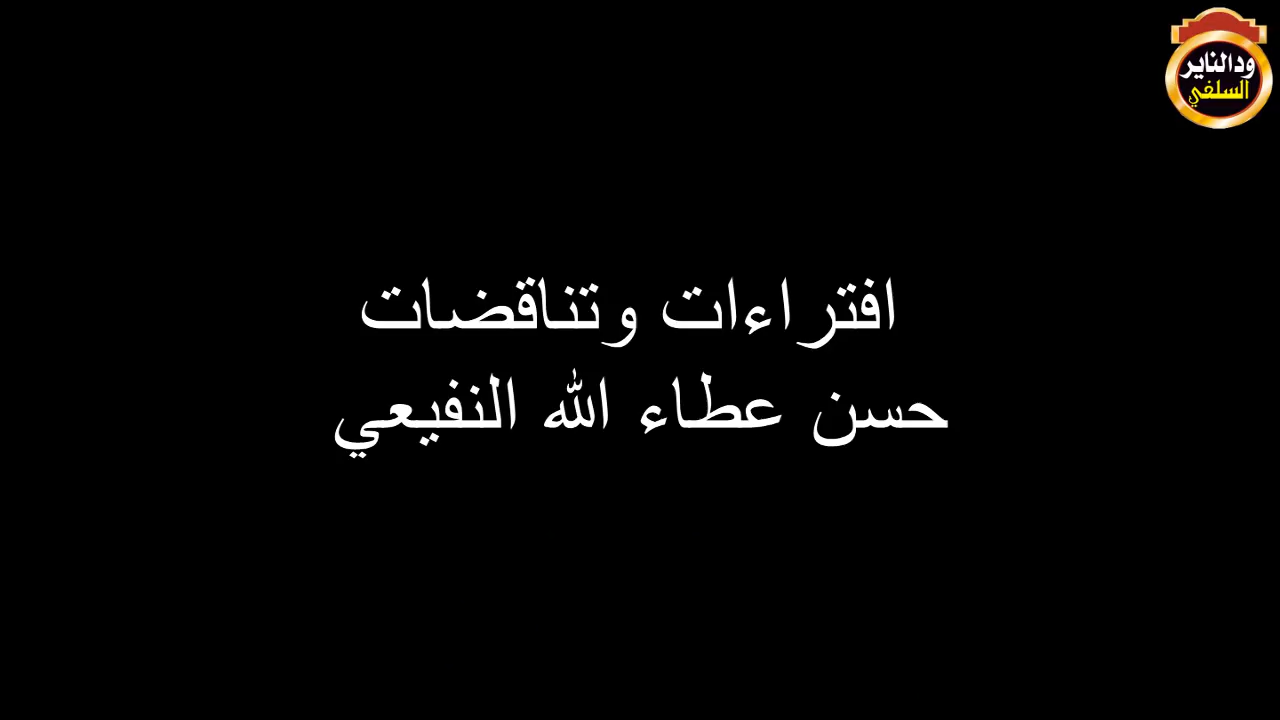 ودالناير
السلفي
افتراءات وتناقضات
حسن عطاء الله النفيعي